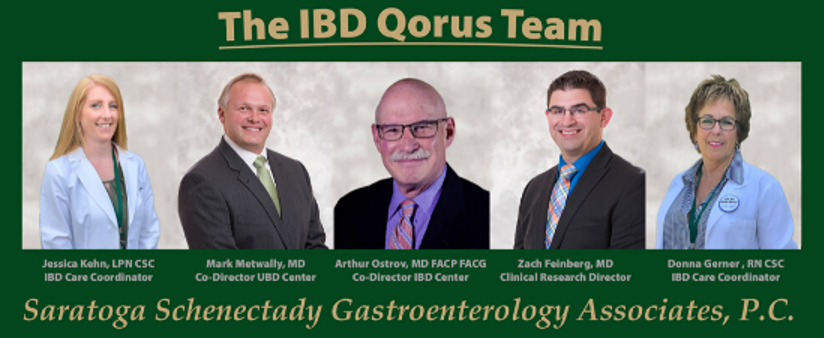 The IBD Qorus Team
Jessica Kehn, LPN CSC
IBD Care Coordinator
Mark Metwally, MD
Co-Director UBD Center
Arthur Ostrov, MD FACP FACG
Co-Director IBD Center
Zach Feinberg, MD
Clinical Research Director
Donna Gerner , RN CSC
IBD Care Coordinator
Saratoga Schenectady Gastroenterology Associates, P.C.